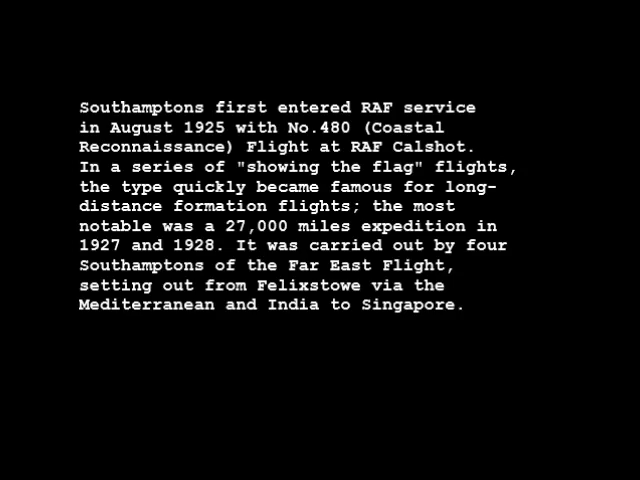 Southamptons first entered RAF service
in August 1925 with No.480 (Coastal
Reconnaissance) Flight at RAF Calshot.
In a series of "showing the flag" flights,
the type quickly became famous for long-
distance formation flights; the most
notable was a 27,000 miles expedition in
1927 and 1928. It was carried out by four
Southamptons of the Far East Flight,
setting out from Felixstowe via the
Mediterranean and India to Singapore.